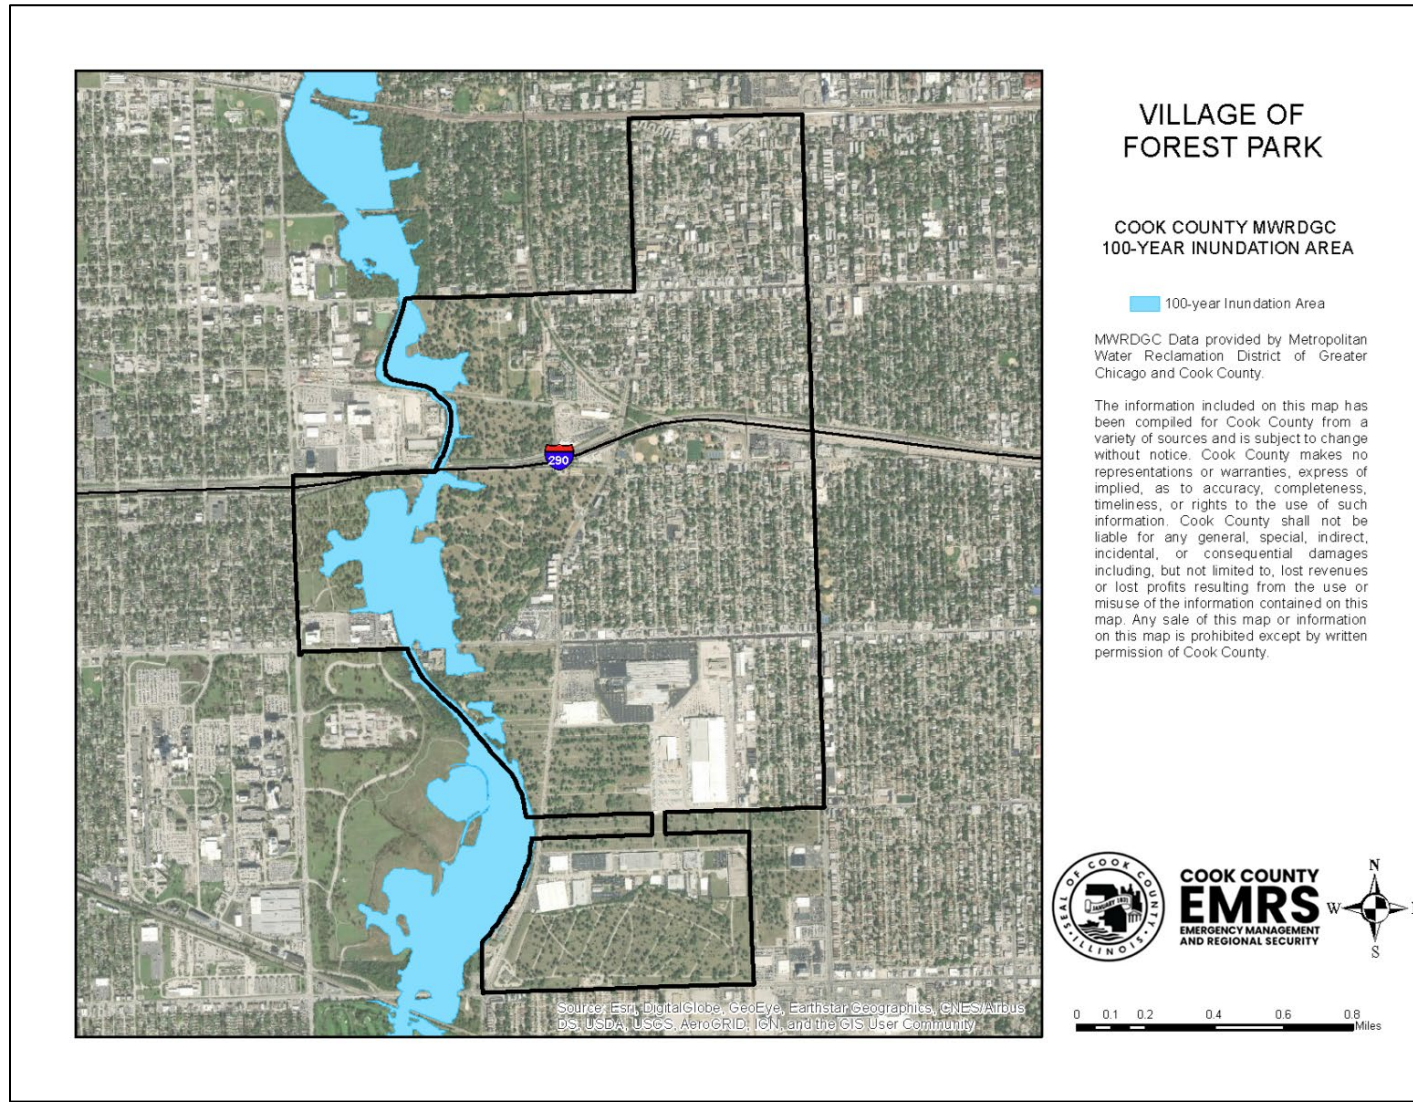 VILLAGE OF
FOREST PARK
COOK COUNTY MWRDGC
100-YEAR INUNDATION AREA
100-year Inundation Area
MWRDGC Data provided by Metropolitan
Water Reclamation District of Greater
Chicago and Cook County.
The information included on this map has
been compiled for Cook County from a
variety of sources and is subject to change
without notice. Cook County makes no
representations or warranties, express of
implied, as to accuracy, completeness,
timeliness, or rights to the use of such
information. Cook County shall not be
liable for any general, special, indirect,
incidental, or consequential damages
including, but not limited to, lost revenues
or lost profits resulting from the use or
misuse of the information contained on this
map. Any sale of this map or information
on this map is prohibited except by written
permission of Cook County.
290
SEAL OF COOK COUNTY
JANUARY 1831
ILLINOIS
COOK COUNTY
EMRS
EMERGENCY MANAGEMENT
AND REGIONAL SECURITY
N
W
S
0 0.1 0.2 0.4 0.6 0.8
Miles
Source: Esri, DigitalGlobe, GeoEye, Earthstar Geographics, CNES/Airbus
DS, USDA, USGS, AeroGRID, IGN, and the GIS User Community